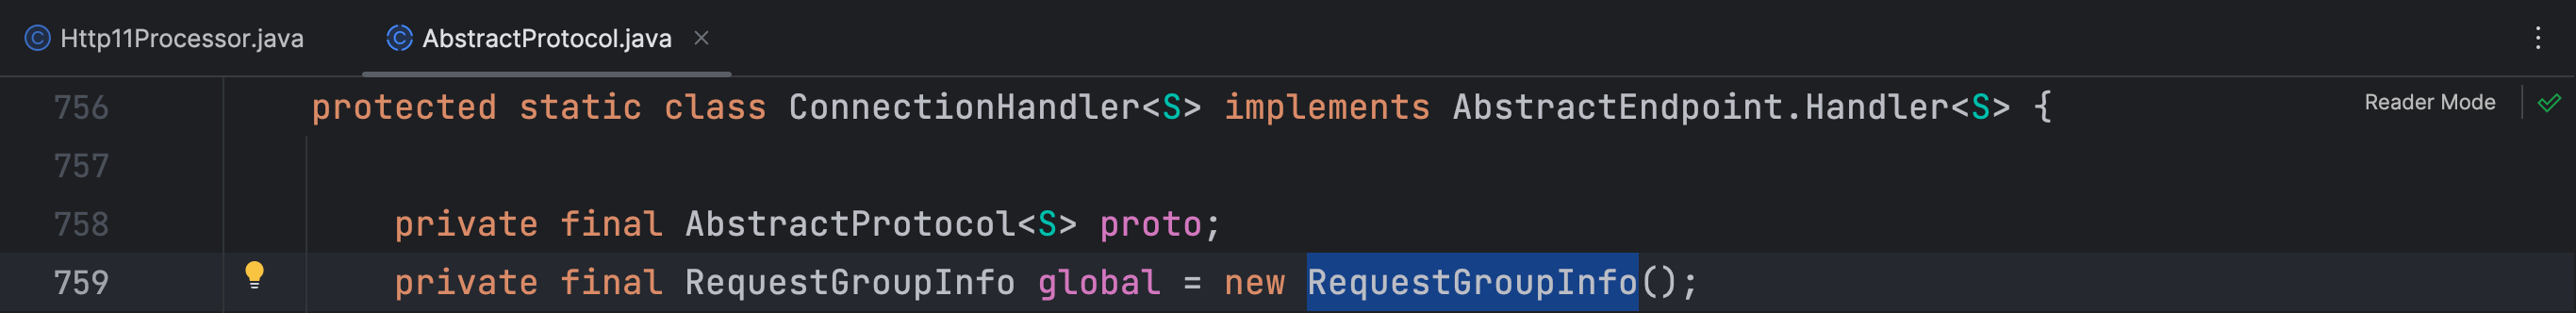 Http11Processor.java AbstractProtocol.java
756 protected static class ConnectionHandler<S> implements AbstractEndpoint.Handler<S> { Reader Mode
757
758 private final AbstractProtocol<S> proto;
759 private final RequestGroupInfo global = new RequestGroupInfo();